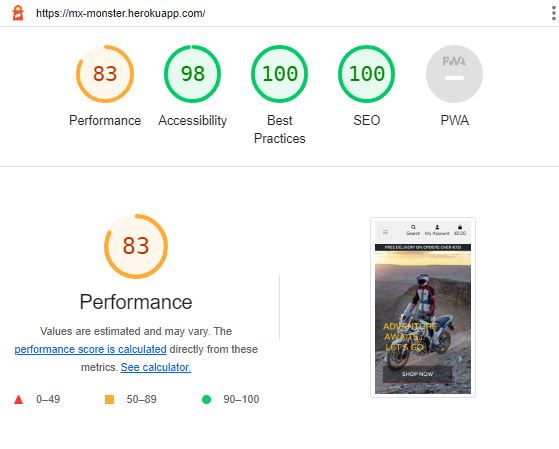 https://mx-monster.herokuapp.com/
83
98
100
100
PWA
Performance
Accessibility
Best
Practices
SEO
PWA
83
Performance
Values are estimated and may vary. The
performance score is calculated directly from these
metrics. See calculator.
0–49
50–89
90–100
Search
My Account
£0.00
FREE DELIVERY ON ORDERS OVER €75!
ADVENTURE
AWAITS...
LET'S GO
SHOP NOW